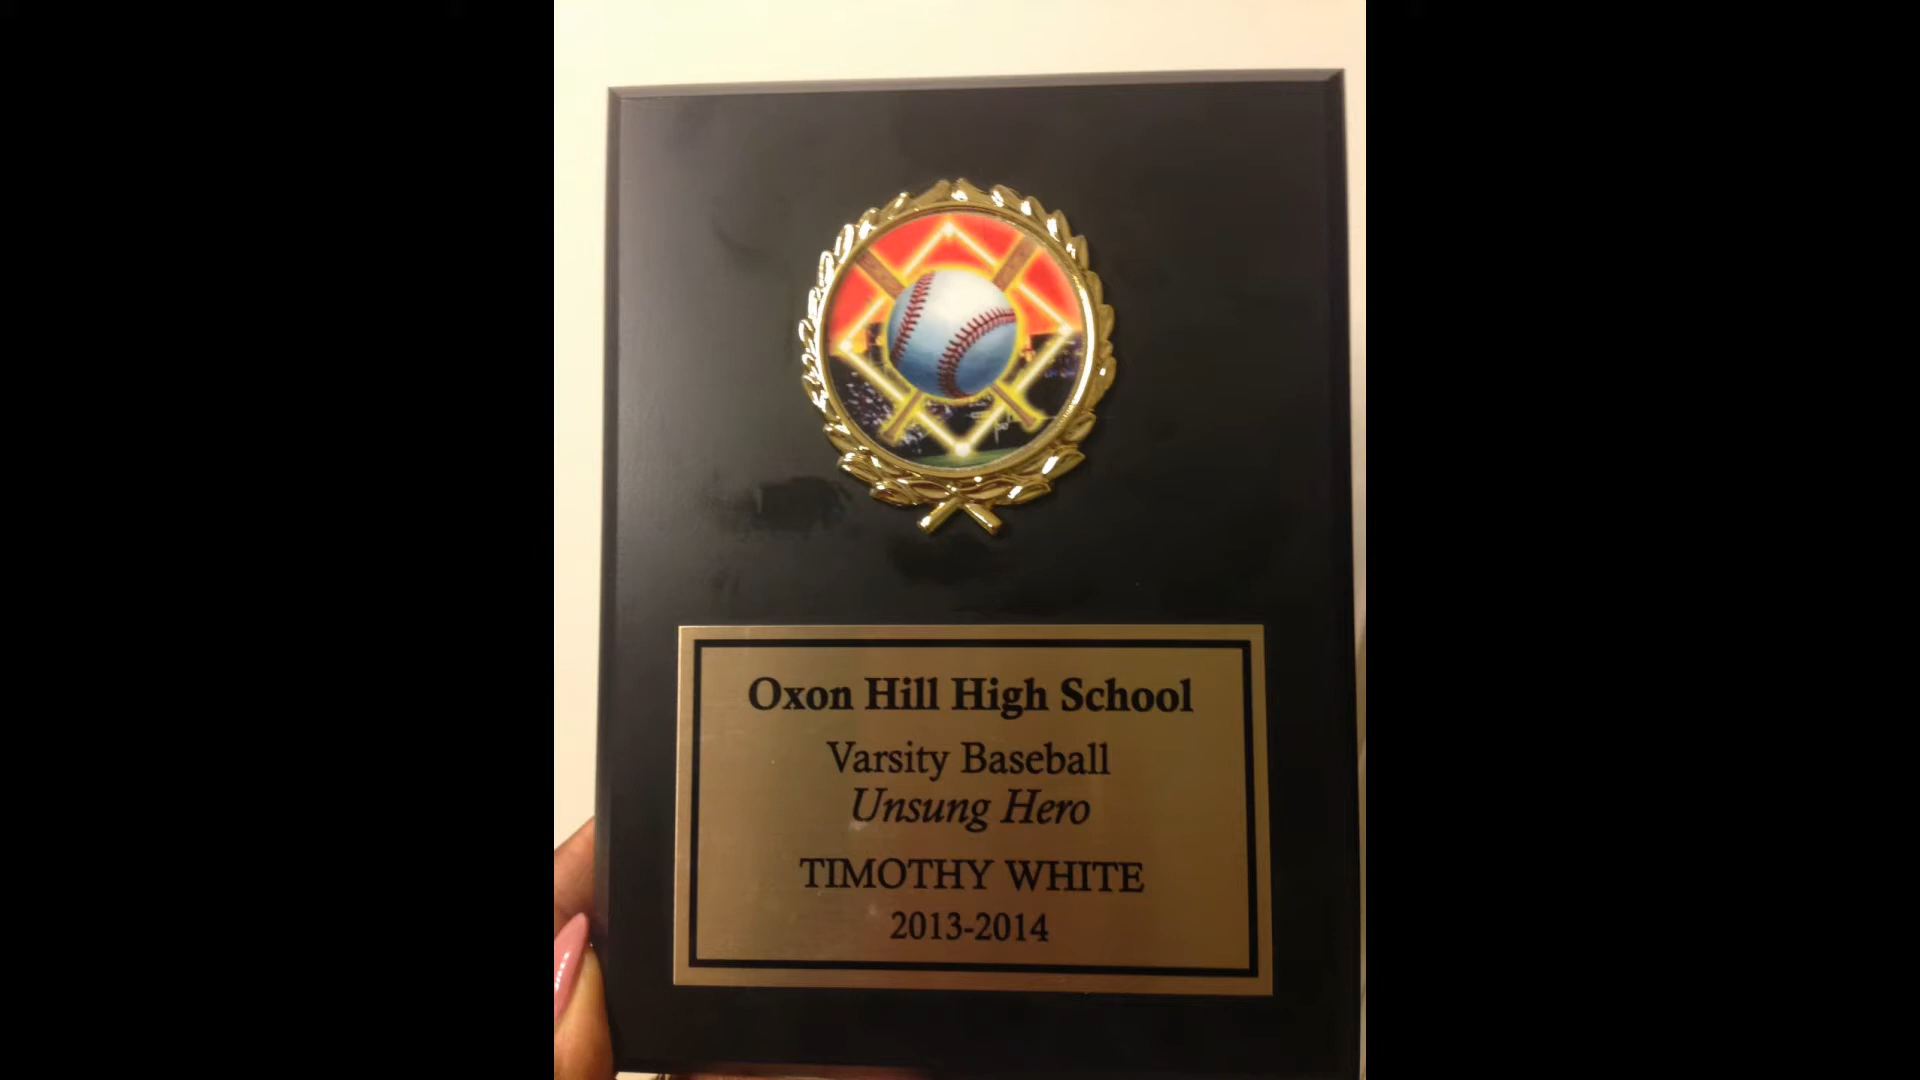 Oxon Hill High School
Varsity Baseball
Unsung Hero
TIMOTHY WHITE
2013-2014